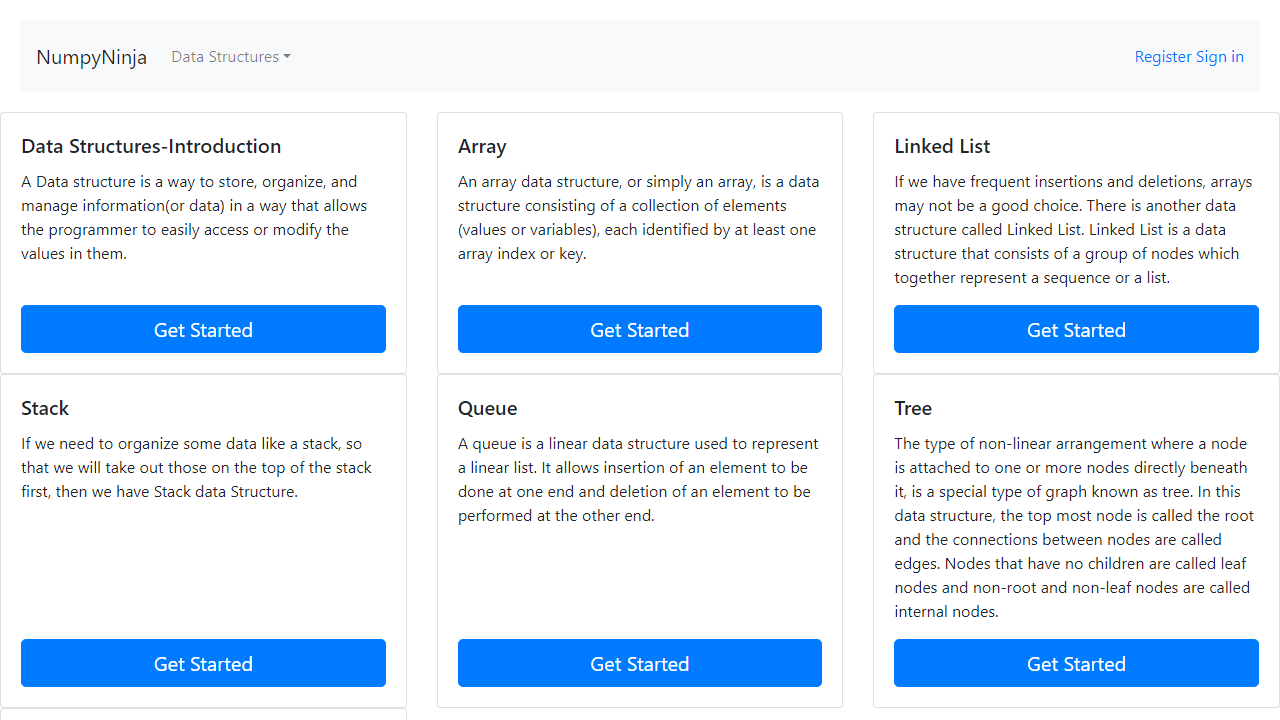 NumpyNinja
Data Structures
Register Sign in
Data Structures-Introduction
A Data structure is a way to store, organize, and
manage information(or data) in a way that allows
the programmer to easily access or modify the
values in them.
Get Started
Array
An array data structure, or simply an array, is a data
structure consisting of a collection of elements
(values or variables), each identified by at least one
array index or key.
Get Started
Linked List
If we have frequent insertions and deletions, arrays
may not be a good choice. There is another data
structure called Linked List. Linked List is a data
structure that consists of a group of nodes which
together represent a sequence or a list.
Get Started
Stack
If we need to organize some data like a stack, so
that we will take out those on the top of the stack
first, then we have Stack data Structure.
Get Started
Queue
A queue is a linear data structure used to represent
a linear list. It allows insertion of an element to be
done at one end and deletion of an element to be
performed at the other end.
Get Started
Tree
The type of non-linear arrangement where a node
is attached to one or more nodes directly beneath
it, is a special type of graph known as tree. In this
data structure, the top most node is called the root
and the connections between nodes are called
edges. Nodes that have no children are called leaf
nodes and non-root and non-leaf nodes are called
internal nodes.
Get Started